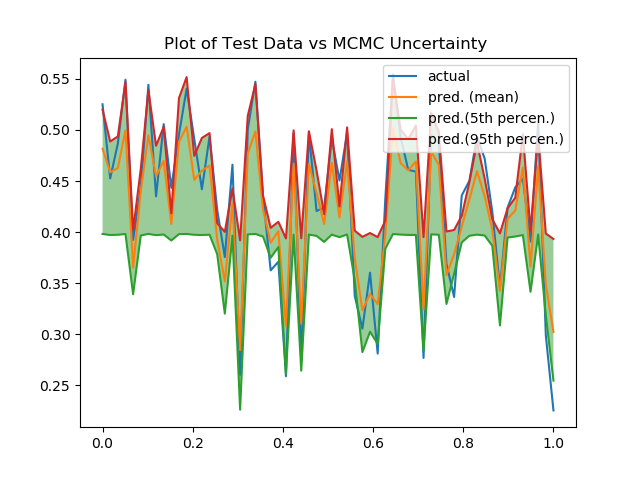 Plot of Test Data vs MCMC Uncertainty
actual
pred. (mean)
pred.(5th percen.)
pred.(95th percen.)
0.55
0.50
0.45
0.40
0.35
0.30
0.25
0.0 0.2 0.4 0.6 0.8 1.0